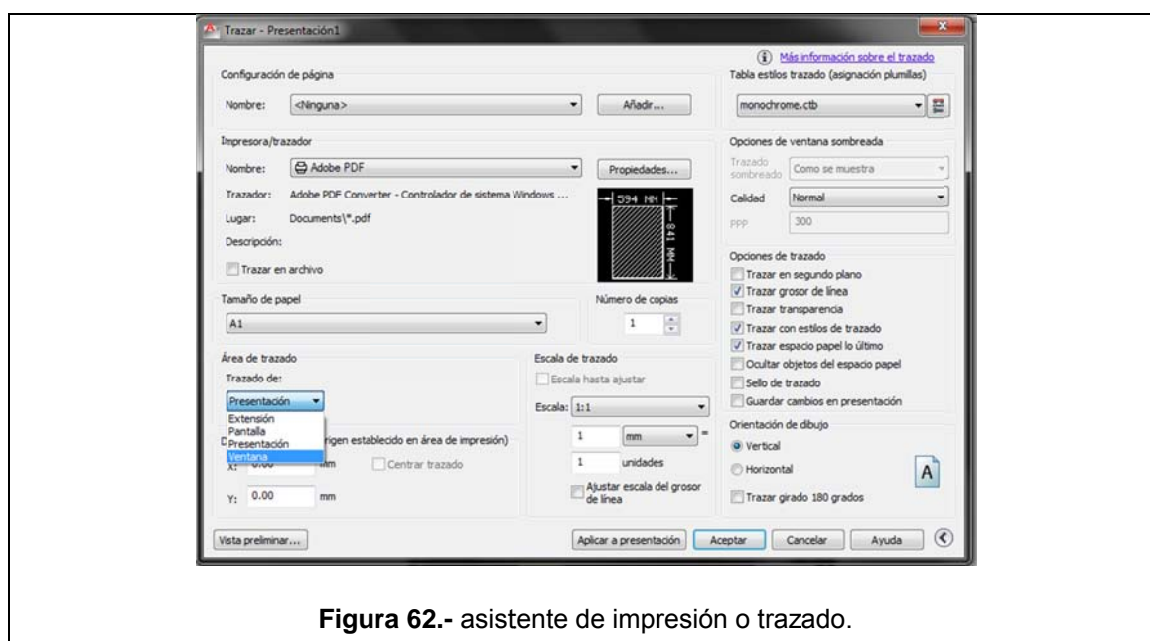 Trazar - Presentación1
Más información sobre el trazado
Configuración de página
Nombre: <Ninguna> Añadir...
Tabla estilos trazado (asignación plumillas)
monochrome.ctb
Impresora/trazador
Nombre: Adobe PDF Propiedades...
Trazador: Adobe PDF Converter - Controlador de sistema Windows ...
Lugar: Documents\*.pdf
Descripción:
Trazar en archivo
594 MM
841 MM
Opciones de ventana sombreada
Trazado sombreado Como se muestra
Calidad Normal
PPP 300
Tamaño de papel
A1
Número de copias
1
Opciones de trazado
Trazar en segundo plano
Trazar grosor de línea
Trazar transparencia
Trazar con estilos de trazado
Trazar espacio papel lo último
Ocultar objetos del espacio papel
Sello de trazado
Guardar cambios en presentación
Área de trazado
Trazado de:
Presentación
Extensión
Pantalla
Presentación
Ventana
origen establecido en área de impresión)
X: 0.00 mm Centrar trazado
Y: 0.00 mm
Escala de trazado
Escala hasta ajustar
Escala: 1:1
1 mm =
1 unidades
Ajustar escala del grosor
de línea
Orientación de dibujo
Vertical
Horizontal
Trazar girado 180 grados
A
Vista preliminar... Aplicar a presentación Aceptar Cancelar Ayuda
Figura 62.- asistente de impresión o trazado.